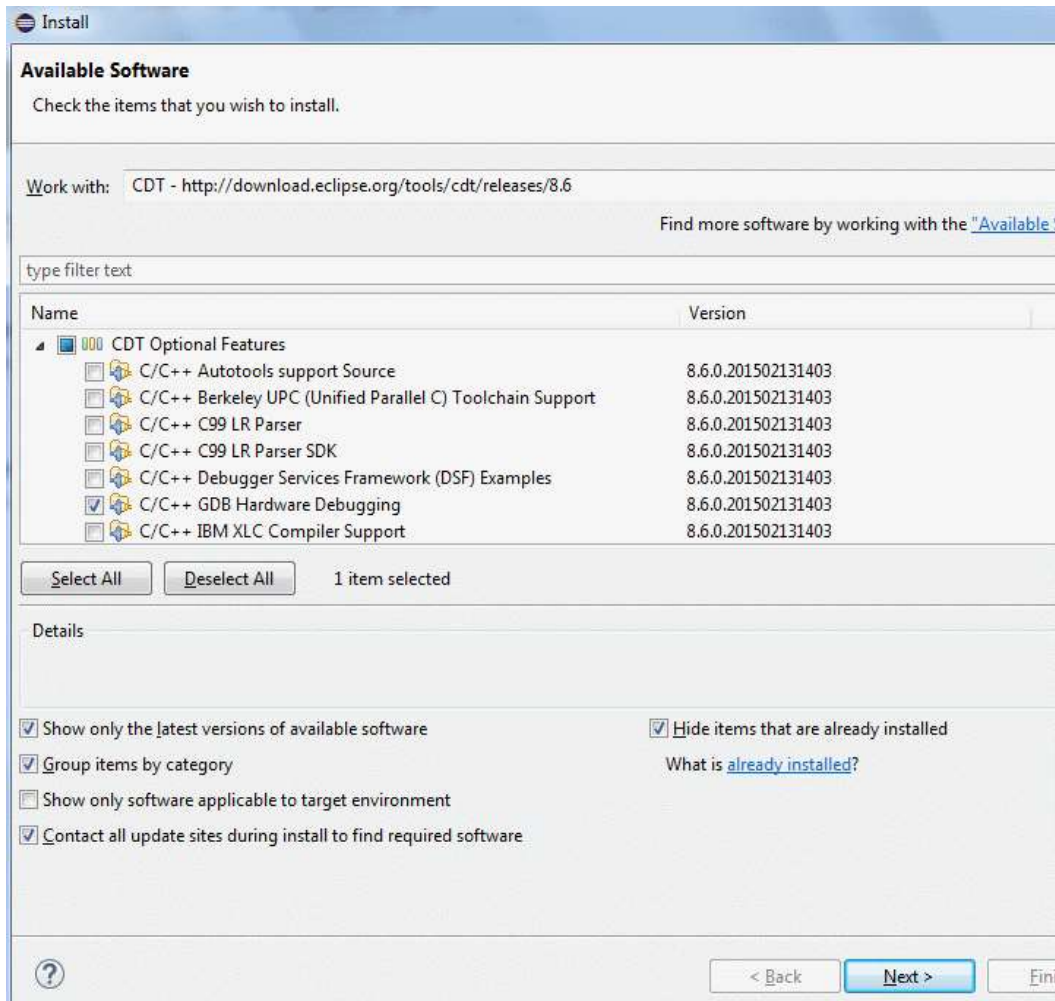 Install
Available Software
Check the items that you wish to install.
Work with: CDT - http://download.eclipse.org/tools/cdt/releases/8.6
Find more software by working with the "Available
type filter text
Name Version
CDT Optional Features
C/C++ Autotools support Source 8.6.0.201502131403
C/C++ Berkeley UPC (Unified Parallel C) Toolchain Support 8.6.0.201502131403
C/C++ C99 LR Parser 8.6.0.201502131403
C/C++ C99 LR Parser SDK 8.6.0.201502131403
C/C++ Debugger Services Framework (DSF) Examples 8.6.0.201502131403
C/C++ GDB Hardware Debugging 8.6.0.201502131403
C/C++ IBM XLC Compiler Support 8.6.0.201502131403
Select All Deselect All 1 item selected
Details
Show only the latest versions of available software Hide items that are already installed
Group items by category What is already installed?
Show only software applicable to target environment
Contact all update sites during install to find required software
? < Back Next >